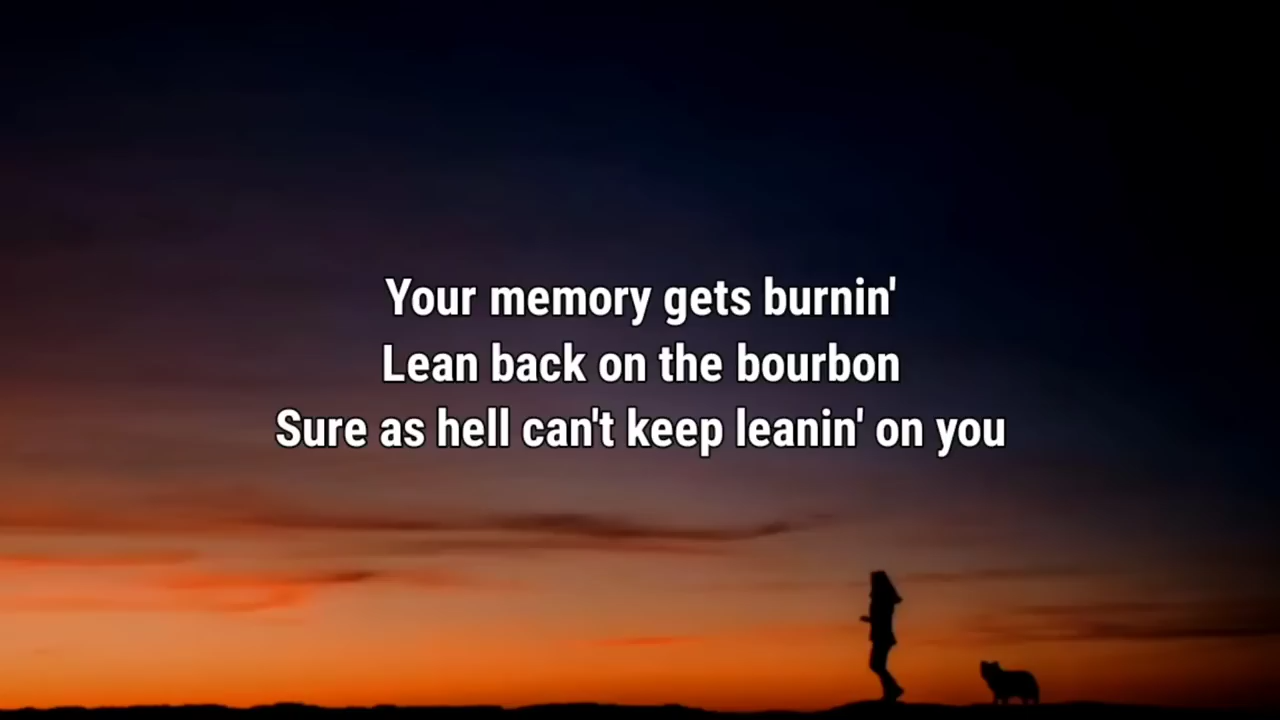 Your memory gets burnin'
Lean back on the bourbon
Sure as hell can't keep leanin' on you